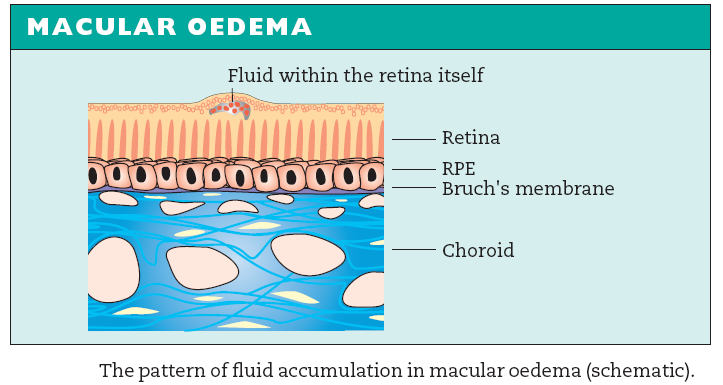 MACULAR OEDEMA
Fluid within the retina itself
Retina
RPE
Bruch's membrane
Choroid
The pattern of fluid accumulation in macular oedema (schematic).